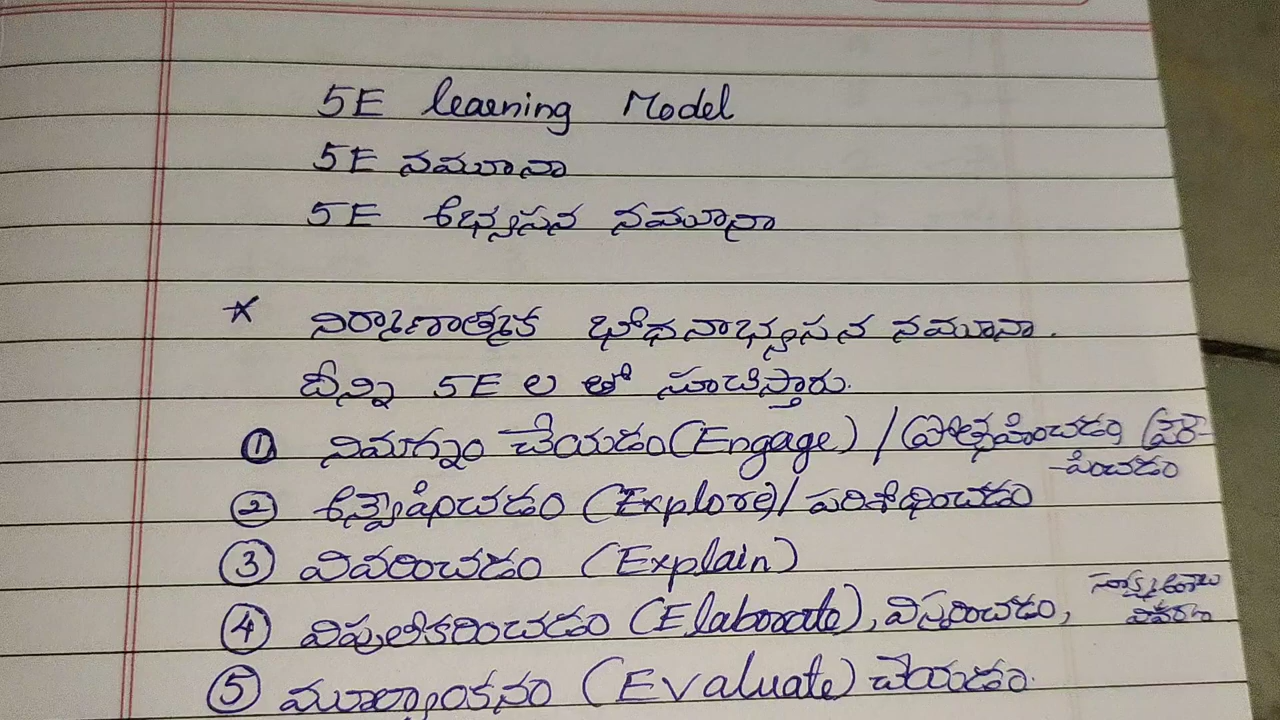 5E learning Model
5E నమూనా
5E అభ్యసన నమూనా
* నిర్మాణాత్మక భోధనాభ్యసన నమూనా.
దీన్ని 5E ల తో సూచిస్తారు.
① నిమగ్నం చేయడం (Engage) / ప్రోత్సహించడం, ప్రేరే-
-పించడం
② అన్వేషించడం (Explore) / పరిశోధించడం
③ వివరించడం (Explain)
④ విపులీకరించడం (Elaborate), విస్తరించడం,
వివరణ
⑤ మూల్యాంకనం (Evaluate) చేయడం.